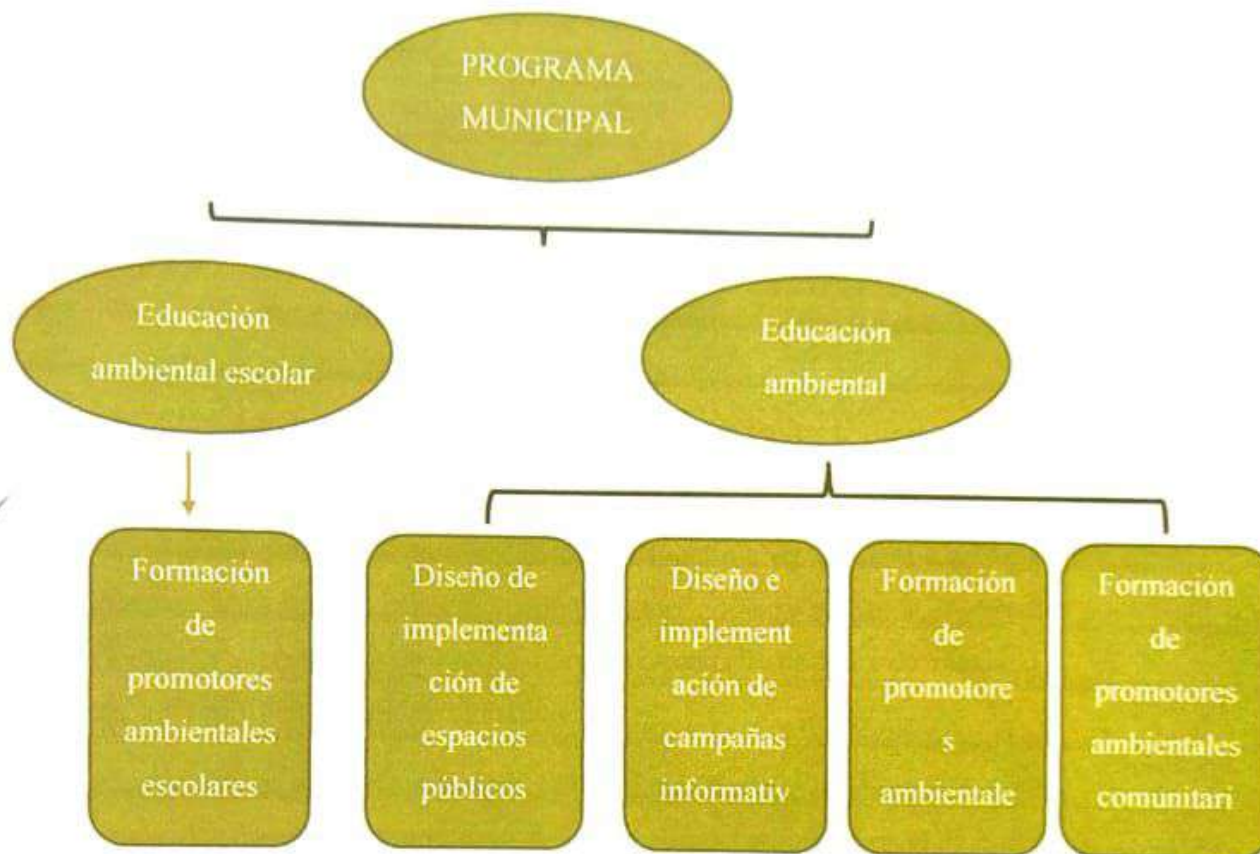 PROGRAMA
MUNICIPAL
Educación
ambiental escolar
Educación
ambiental
Formación
de
promotores
ambientales
escolares
Diseño de
implementa
ción de
espacios
públicos
Diseño e
implement
ación de
campañas
informativ
Formación
de
promotore
s
ambientale
Formación
de
promotores
ambientales
comunitari